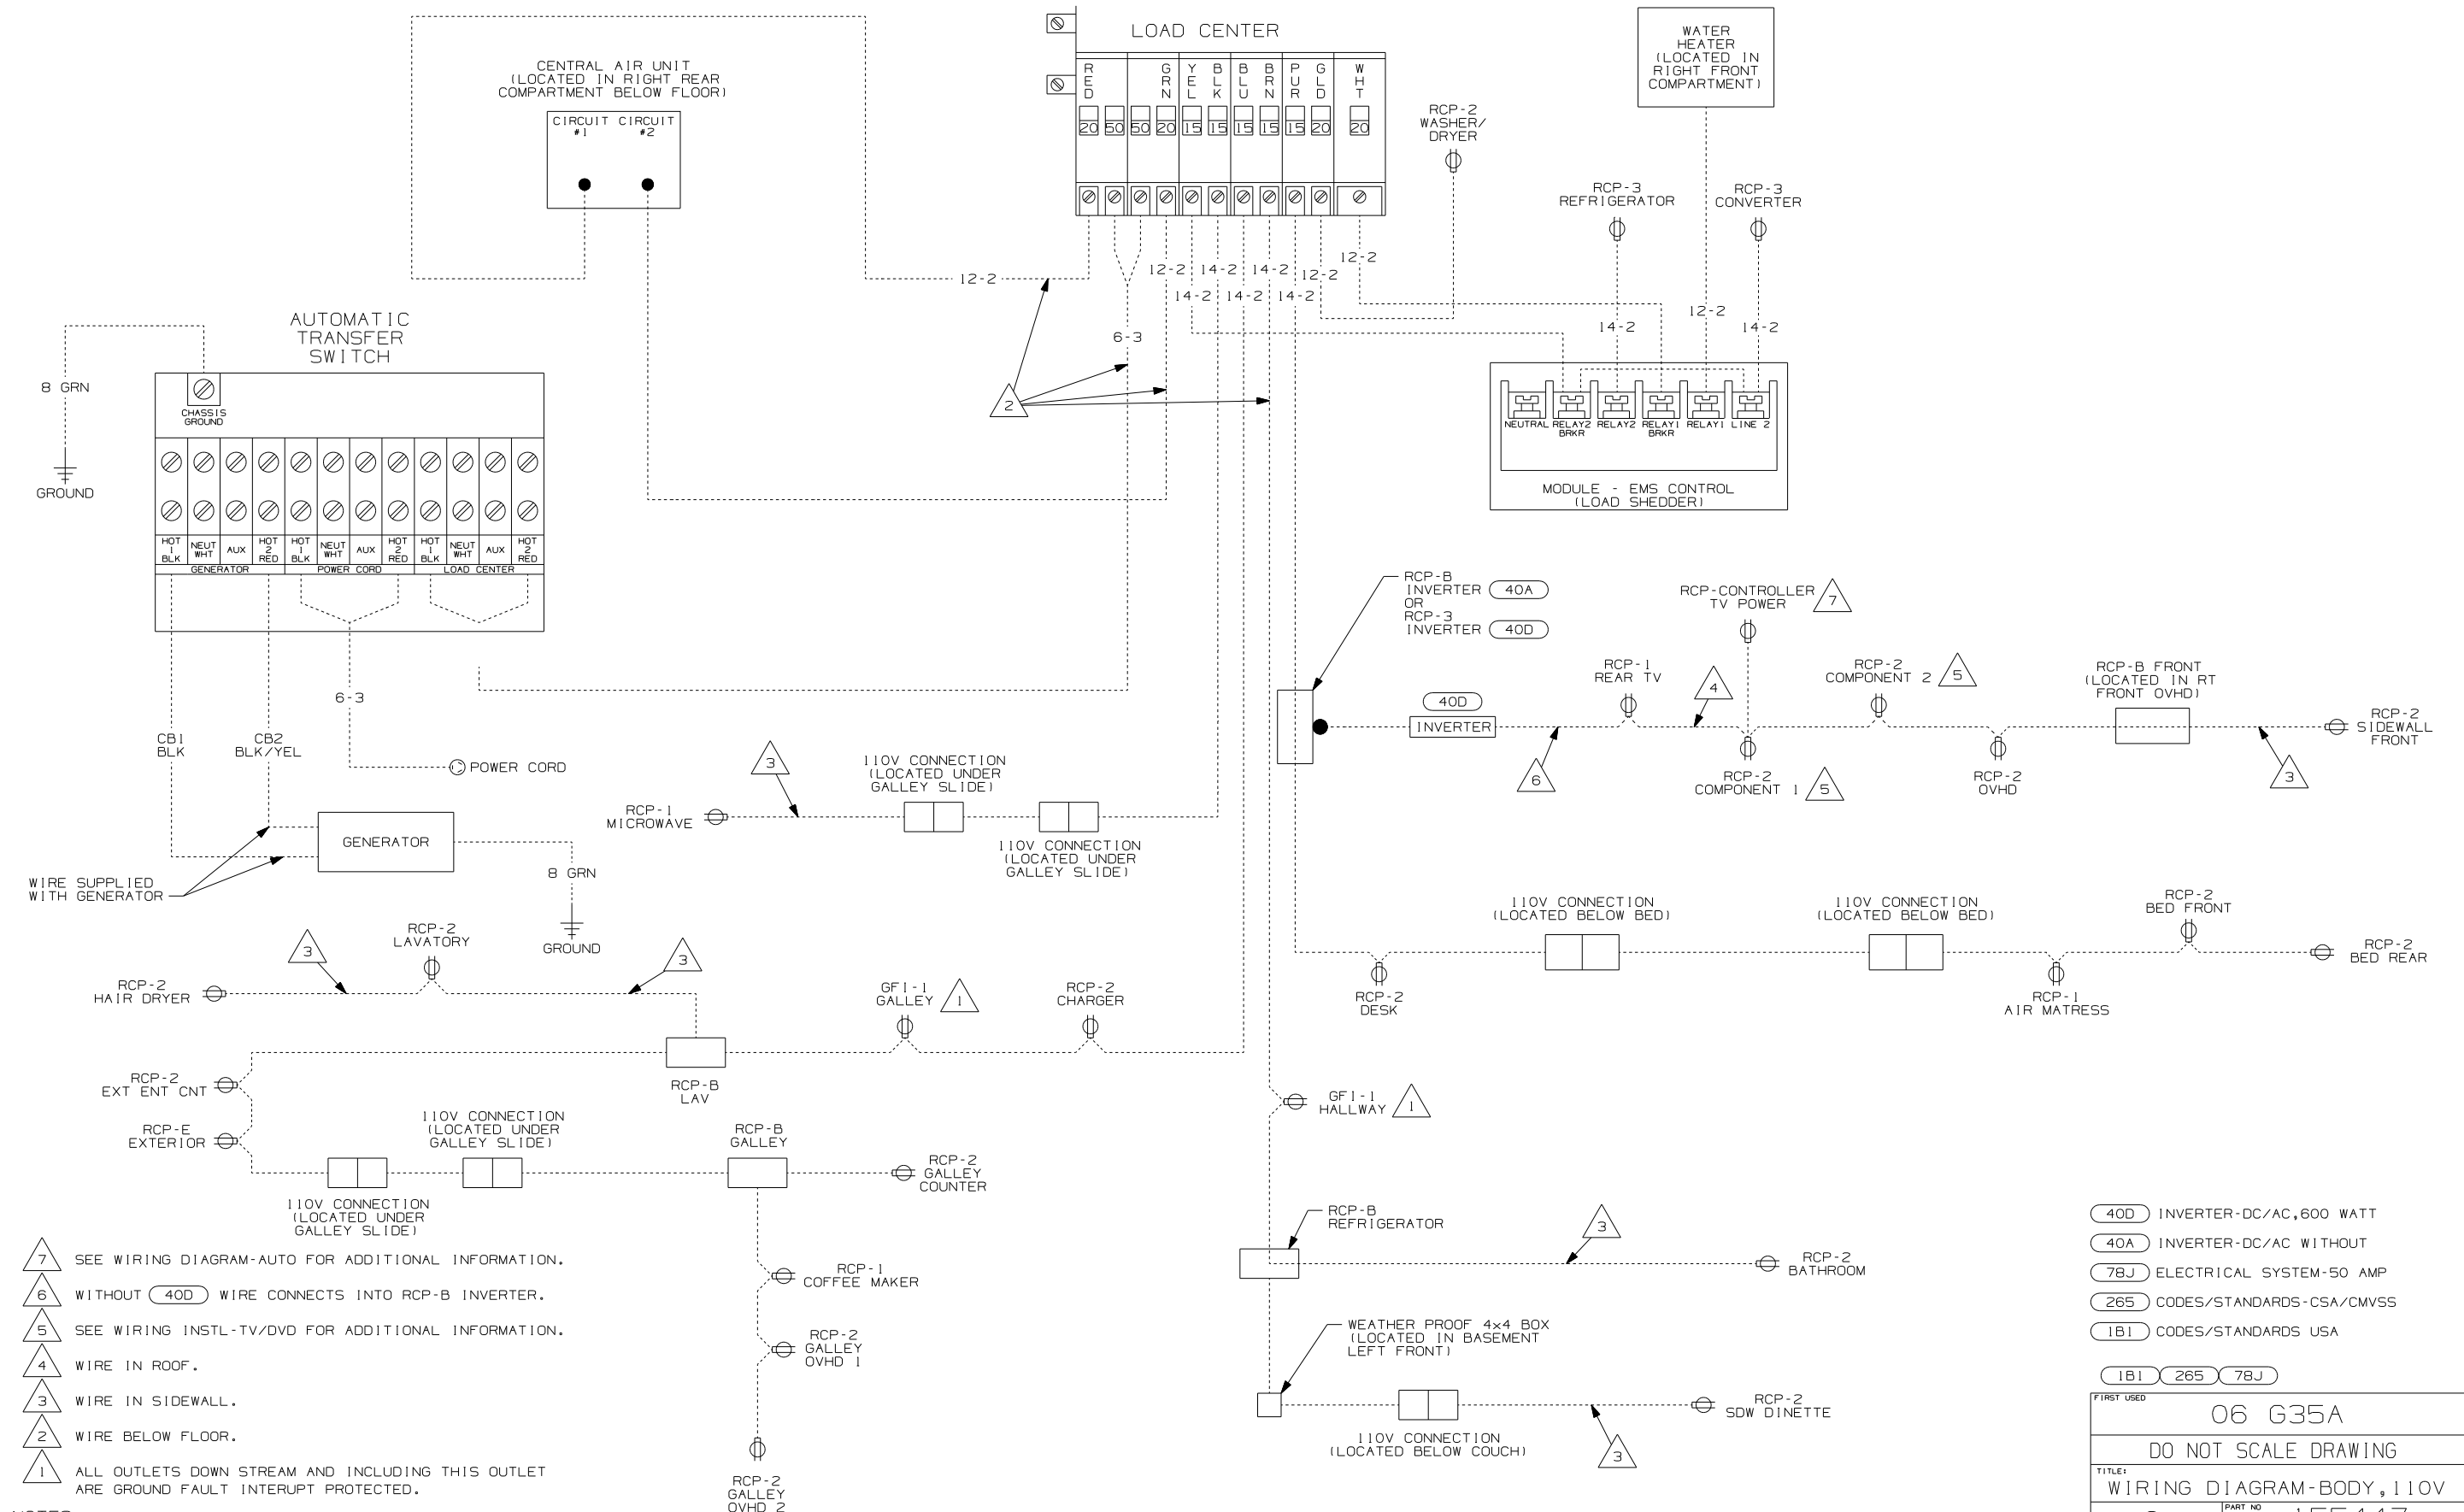 LOAD CENTER
RED
GRN
YEL
BLK
BLU
BRN
PUR
GLD
WHT
20 50 50 20 15 15 15 15 15 20 20
CENTRAL AIR UNIT
(LOCATED IN RIGHT REAR
COMPARTMENT BELOW FLOOR)
CIRCUIT CIRCUIT
#1 #2
WATER
HEATER
(LOCATED IN
RIGHT FRONT
COMPARTMENT)
RCP-2
WASHER/
DRYER
RCP-3
REFRIGERATOR
RCP-3
CONVERTER
12-2
12-2 14-2 14-2 12-2
12-2
14-2 14-2 14-2
6-3
14-2
12-2
14-2
2
NEUTRAL RELAY2 RELAY2 RELAY1 RELAY1 LINE 2
BRKR BRKR
MODULE - EMS CONTROL
(LOAD SHEDDER)
AUTOMATIC
TRANSFER
SWITCH
8 GRN
GROUND
CHASSIS
GROUND
HOT 1 BLK
NEUT WHT
AUX
HOT 2 RED
HOT 1 BLK
NEUT WHT
AUX
HOT 2 RED
HOT 1 BLK
NEUT WHT
AUX
HOT 2 RED
GENERATOR POWER CORD LOAD CENTER
6-3
CB1
BLK
CB2
BLK/YEL
POWER CORD
GENERATOR
8 GRN
GROUND
WIRE SUPPLIED
WITH GENERATOR
RCP-B
INVERTER 40A
OR
RCP-3
INVERTER 40D
40D
INVERTER
6
RCP-1
REAR TV
4
RCP-CONTROLLER
TV POWER 7
RCP-2
COMPONENT 1 5
RCP-2
COMPONENT 2 5
RCP-2
OVHD
RCP-B FRONT
(LOCATED IN RT
FRONT OVHD)
3
RCP-2
SIDEWALL
FRONT
RCP-1
MICROWAVE
3
110V CONNECTION
(LOCATED UNDER
GALLEY SLIDE)
110V CONNECTION
(LOCATED UNDER
GALLEY SLIDE)
110V CONNECTION
(LOCATED BELOW BED)
110V CONNECTION
(LOCATED BELOW BED)
RCP-2
BED FRONT
RCP-2
BED REAR
RCP-2
DESK
RCP-1
AIR MATRESS
RCP-2
HAIR DRYER
3
RCP-2
LAVATORY
3
GFI-1
GALLEY 1
RCP-2
CHARGER
RCP-B
LAV
RCP-2
EXT ENT CNT
RCP-E
EXTERIOR
110V CONNECTION
(LOCATED UNDER
GALLEY SLIDE)
110V CONNECTION
(LOCATED UNDER
GALLEY SLIDE)
RCP-B
GALLEY
RCP-2
GALLEY
COUNTER
RCP-1
COFFEE MAKER
RCP-2
GALLEY
OVHD 1
RCP-2
GALLEY
OVHD 2
GFI-1
HALLWAY 1
RCP-B
REFRIGERATOR
3
RCP-2
BATHROOM
WEATHER PROOF 4x4 BOX
(LOCATED IN BASEMENT
LEFT FRONT)
110V CONNECTION
(LOCATED BELOW COUCH)
3
RCP-2
SDW DINETTE
7 SEE WIRING DIAGRAM-AUTO FOR ADDITIONAL INFORMATION.
6 WITHOUT 40D WIRE CONNECTS INTO RCP-B INVERTER.
5 SEE WIRING INSTL-TV/DVD FOR ADDITIONAL INFORMATION.
4 WIRE IN ROOF.
3 WIRE IN SIDEWALL.
2 WIRE BELOW FLOOR.
1 ALL OUTLETS DOWN STREAM AND INCLUDING THIS OUTLET
ARE GROUND FAULT INTERUPT PROTECTED.
40D INVERTER-DC/AC,600 WATT
40A INVERTER-DC/AC WITHOUT
78J ELECTRICAL SYSTEM-50 AMP
265 CODES/STANDARDS-CSA/CMVSS
1B1 CODES/STANDARDS USA
1B1 265 78J
FIRST USED
06 G35A
DO NOT SCALE DRAWING
TITLE:
WIRING DIAGRAM-BODY,110V
PART NO